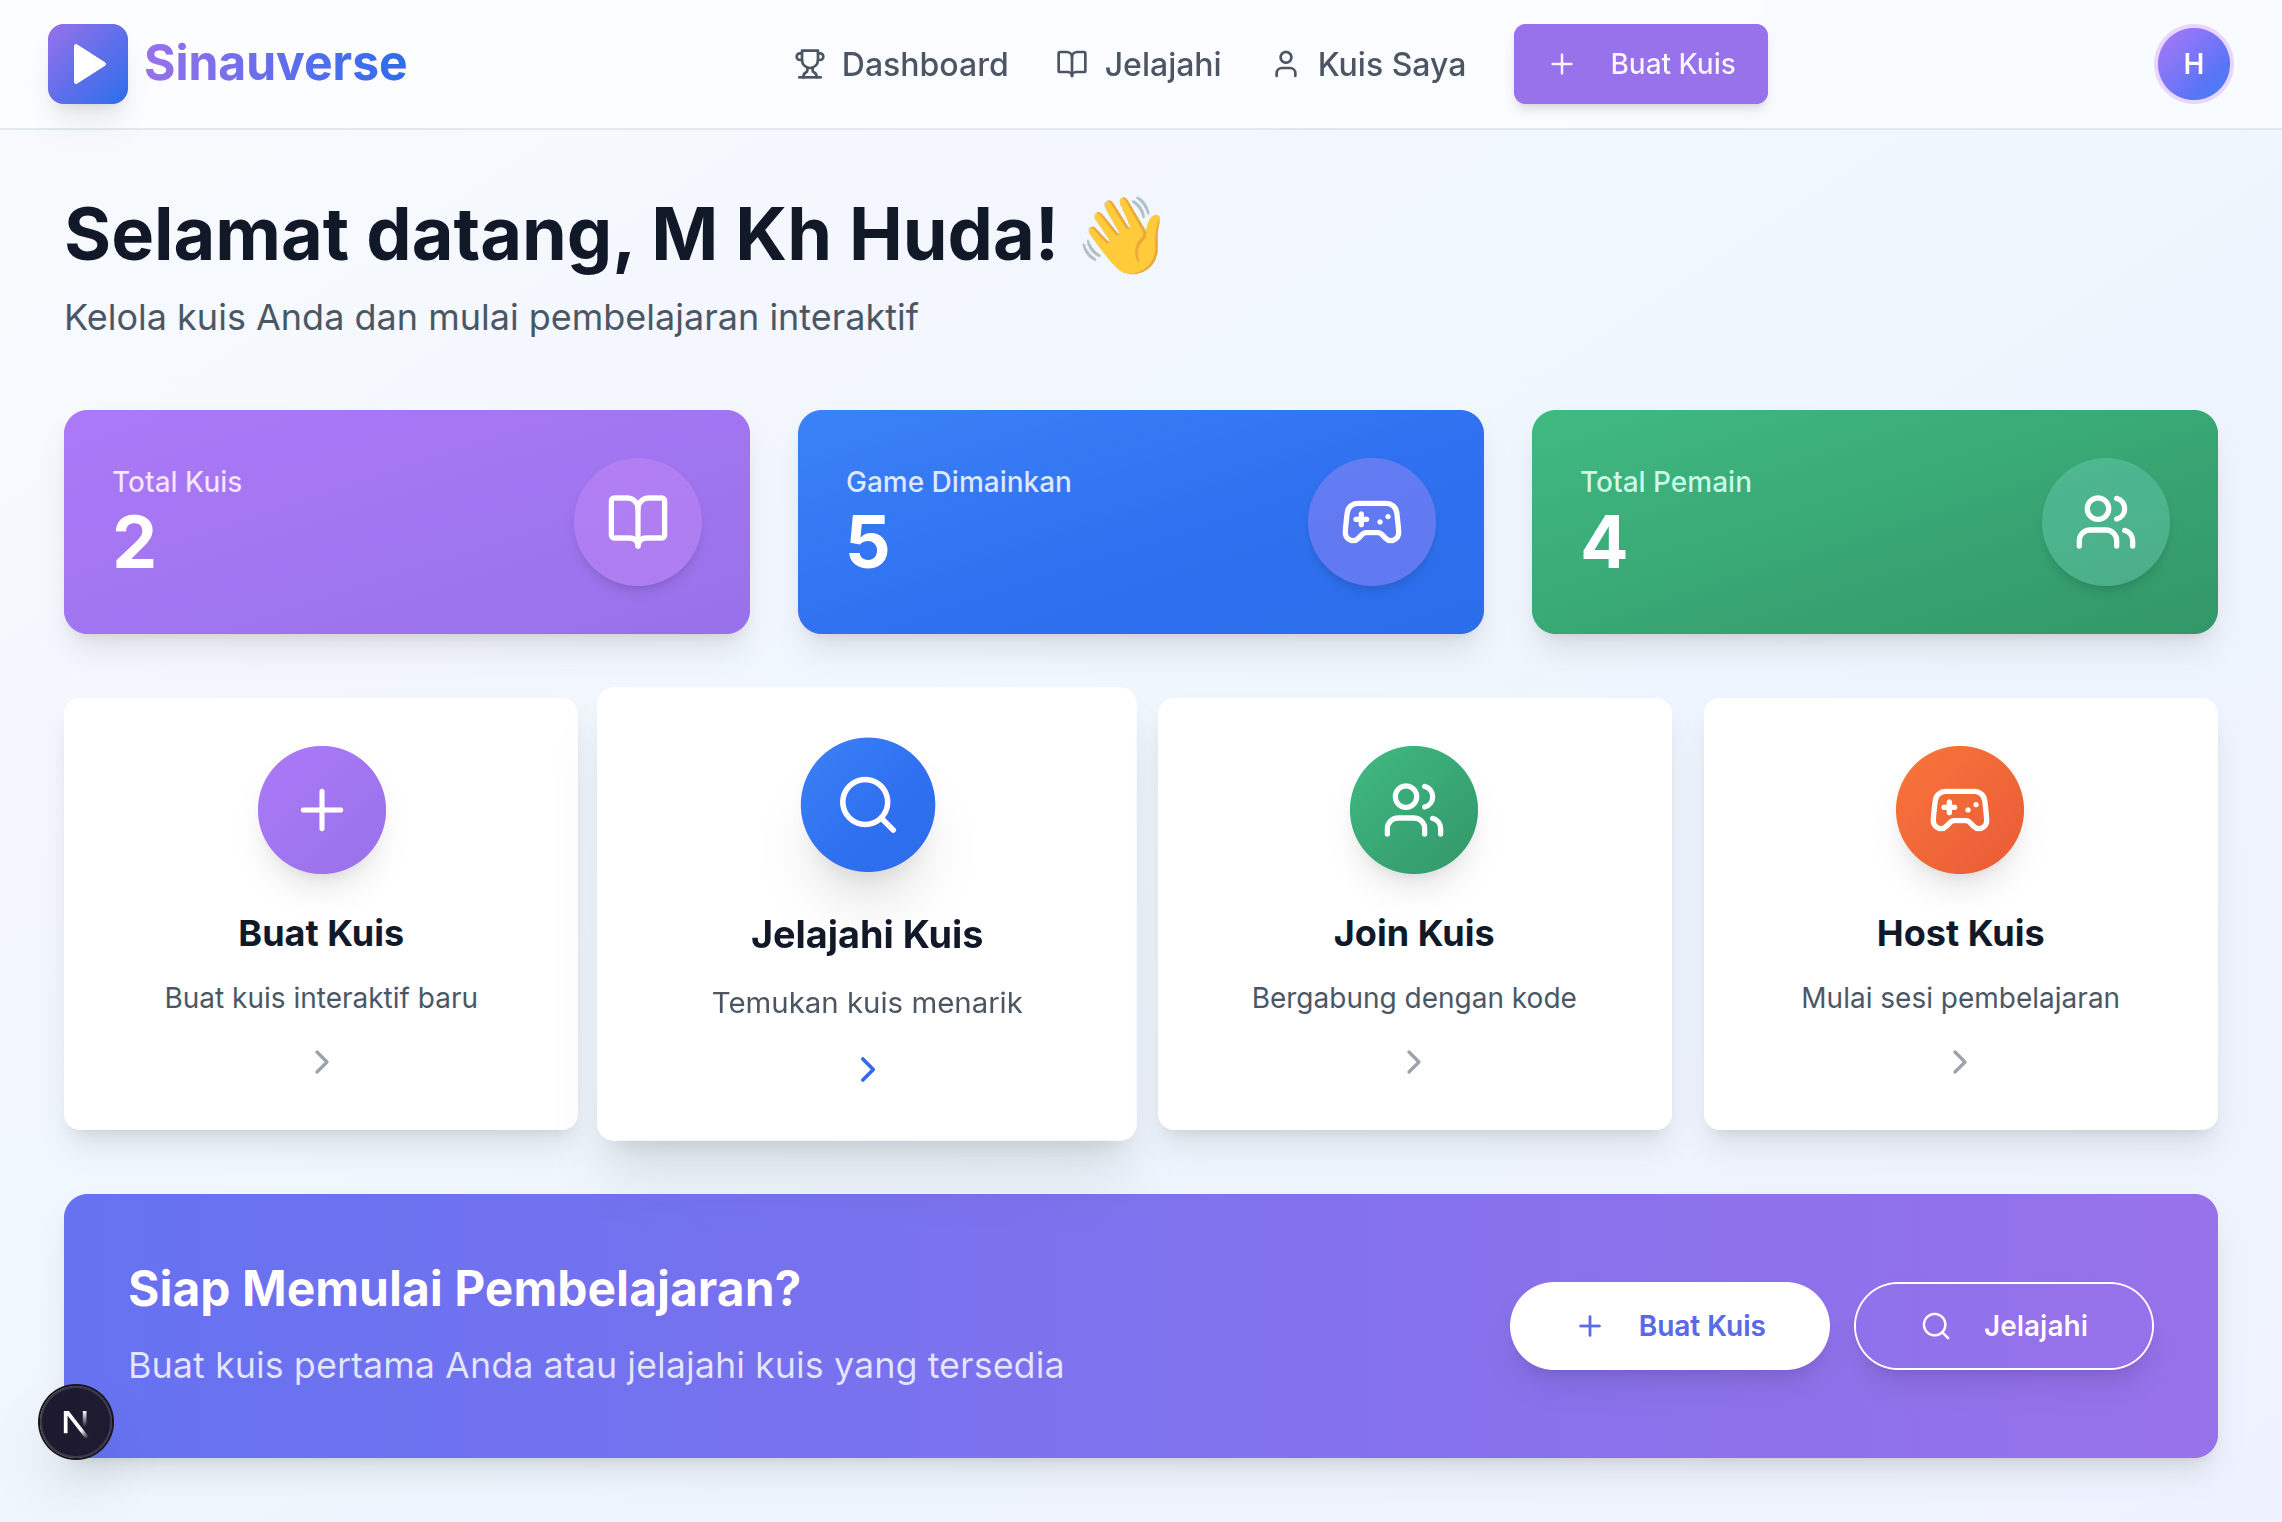 Sinauverse
Dashboard
Jelajahi
Kuis Saya
Buat Kuis
H
Selamat datang, M Kh Huda! 👋
Kelola kuis Anda dan mulai pembelajaran interaktif
Total Kuis
2
Game Dimainkan
5
Total Pemain
4
Buat Kuis
Buat kuis interaktif baru
Jelajahi Kuis
Temukan kuis menarik
Join Kuis
Bergabung dengan kode
Host Kuis
Mulai sesi pembelajaran
Siap Memulai Pembelajaran?
Buat kuis pertama Anda atau jelajahi kuis yang tersedia
Buat Kuis
Jelajahi
N